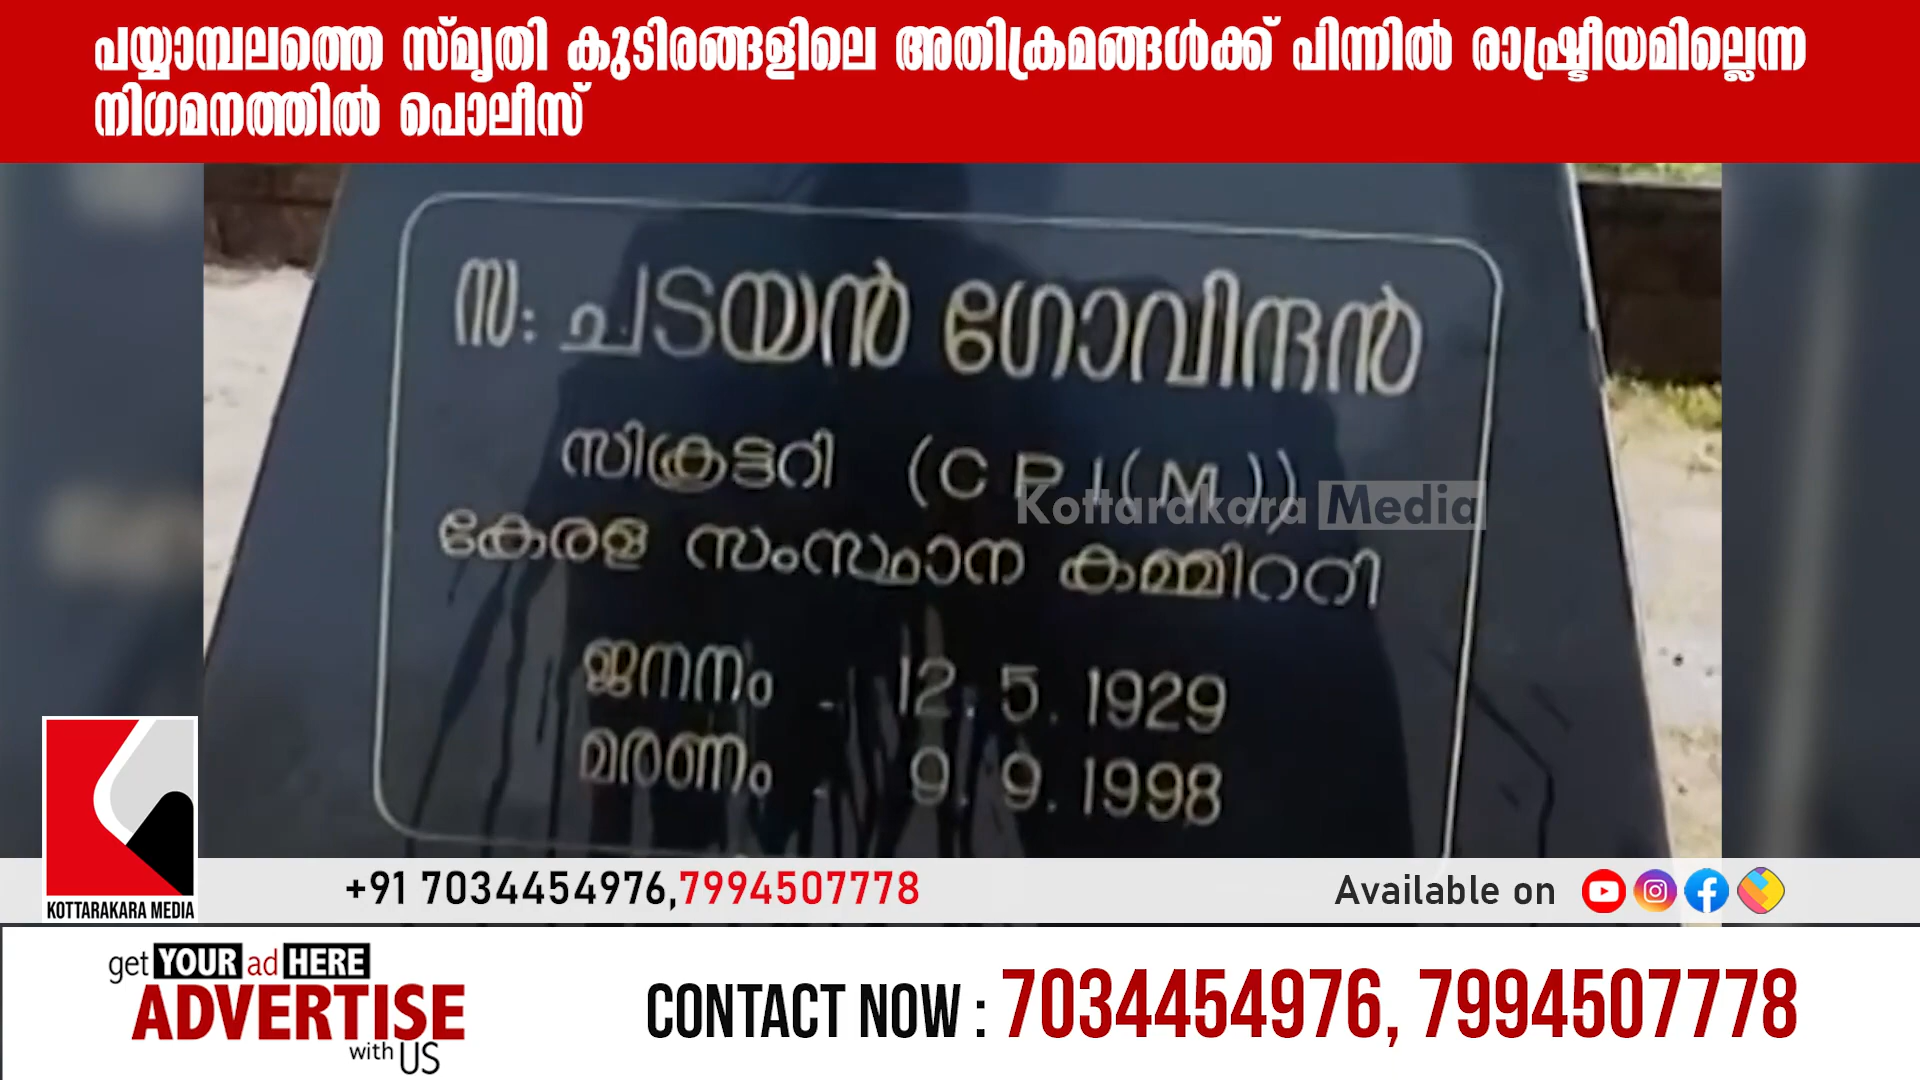 പയ്യാമ്പലത്തെ സ്മൃതി കുടിരങ്ങളിലെ അതിക്രമങ്ങൾക്ക് പിന്നിൽ രാഷ്ട്രീയമില്ലെന്ന
നിഗമനത്തിൽ പൊലീസ്
സ: ചടയൻ ഗോവിന്ദൻ
സിക്രട്ടറി (CPI(M))
Kottarakara Media
കേരള സംസ്ഥാന കമ്മിററി
ജനനം . 12.5.1929
മരണം . 9.9.1998
KOTTARAKARA MEDIA
+91 7034454976,7994507778
Available on
get YOUR ad HERE
ADVERTISE
with US
CONTACT NOW : 7034454976, 7994507778